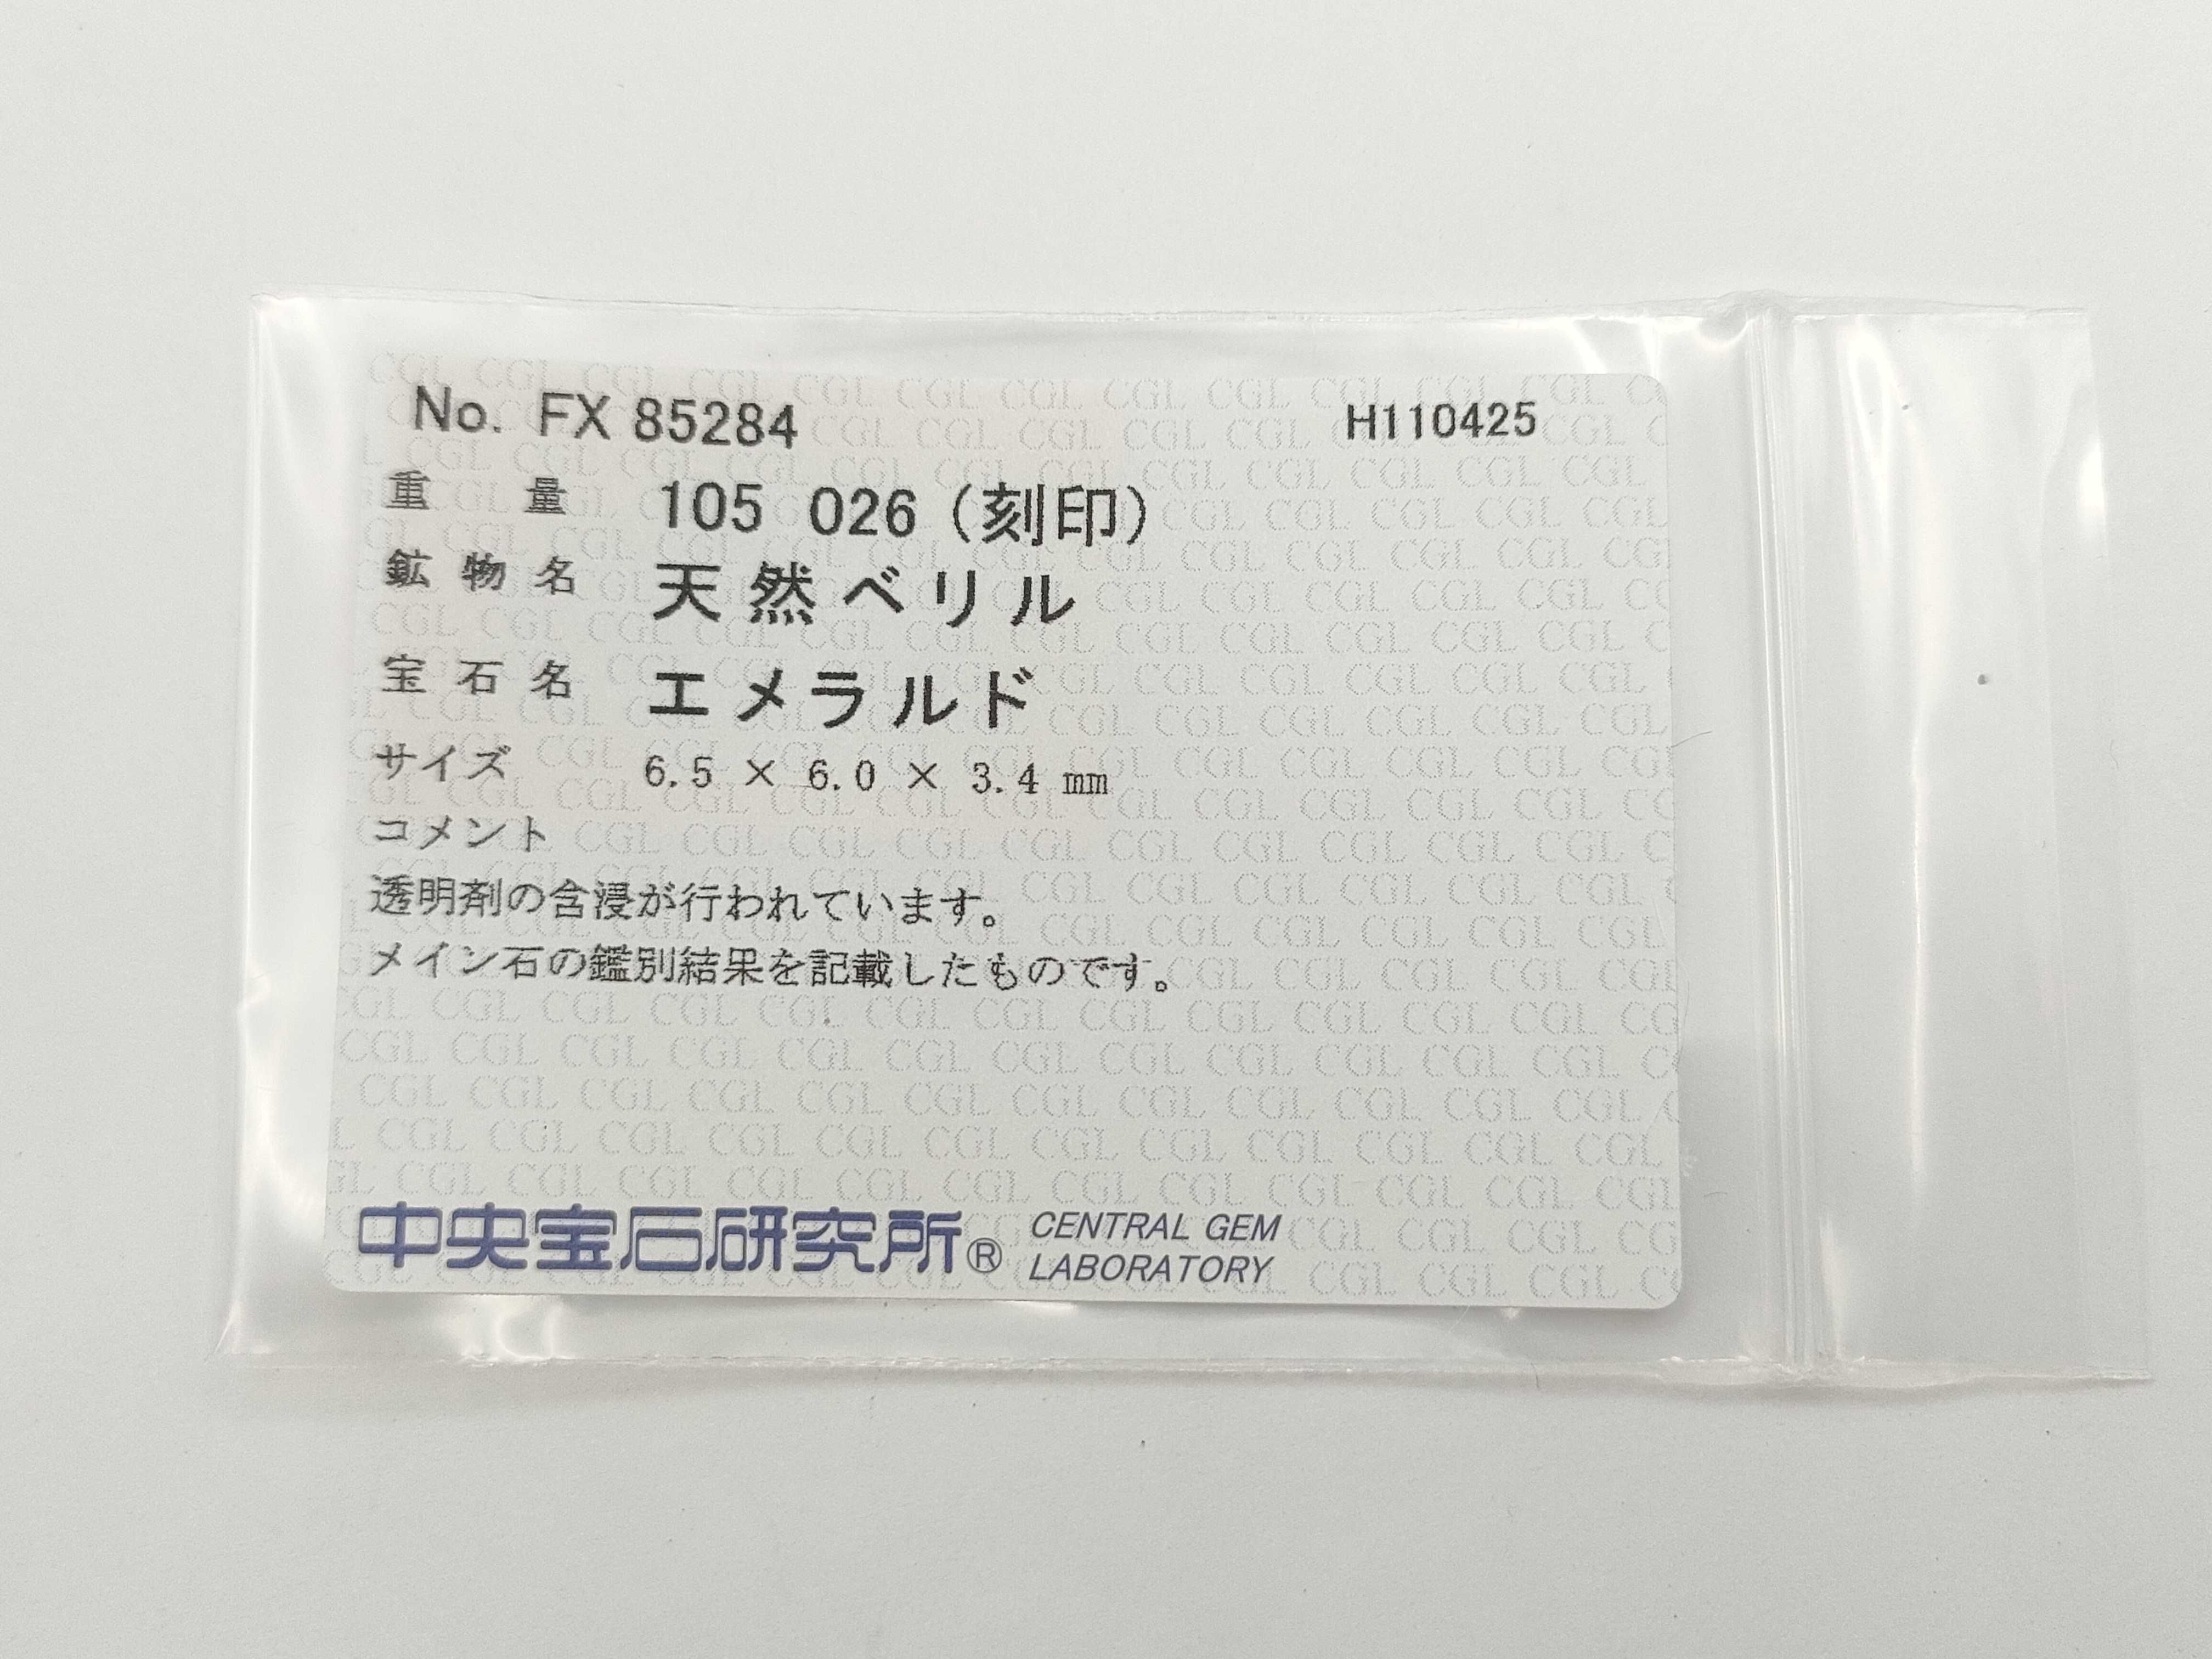 No. FX 85284 H110425
重量 105 026 (刻印)
鉱物名 天然ベリル
宝石名 エメラルド
サイズ 6.5 × 6.0 × 3.4 mm
コメント
透明剤の含浸が行われています。
メイン石の鑑別結果を記載したものです。
中央宝石研究所® CENTRAL GEM
LABORATORY